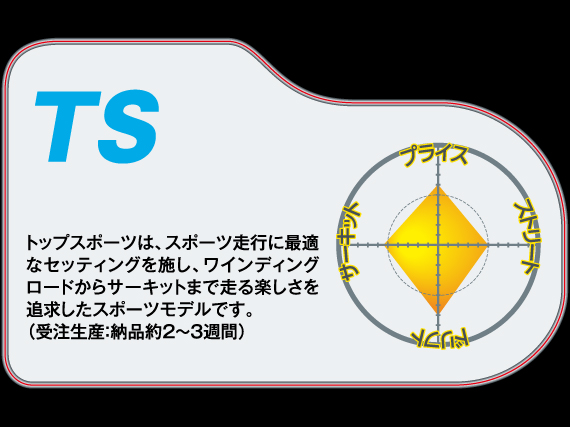 TS
トップスポーツは、スポーツ走行に最適
なセッティングを施し、ワインディング
ロードからサーキットまで走る楽しさを
追求したスポーツモデルです。
（受注生産：納品約2〜3週間）
プライス
ストリート
ドリフト
サーキット